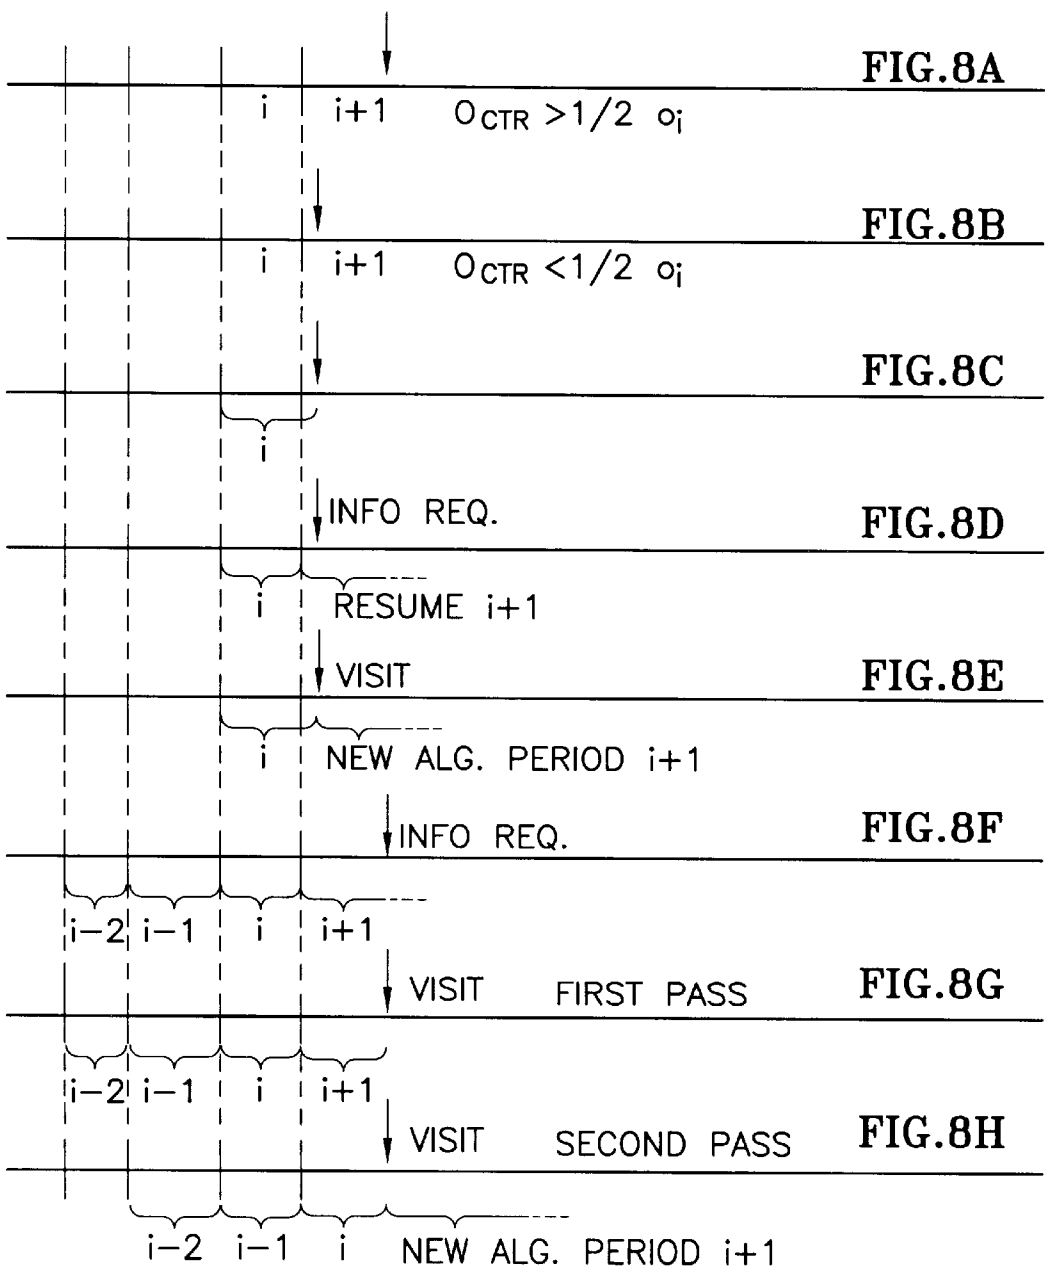 FIG.8A
i i+1 O_CTR >1/2 o_i
FIG.8B
i i+1 O_CTR <1/2 o_i
FIG.8C
i
INFO REQ. FIG.8D
i RESUME i+1
VISIT FIG.8E
i NEW ALG. PERIOD i+1
INFO REQ. FIG.8F
i-2 i-1 i i+1
VISIT FIRST PASS FIG.8G
i-2 i-1 i i+1
VISIT SECOND PASS FIG.8H
i-2 i-1 i NEW ALG. PERIOD i+1